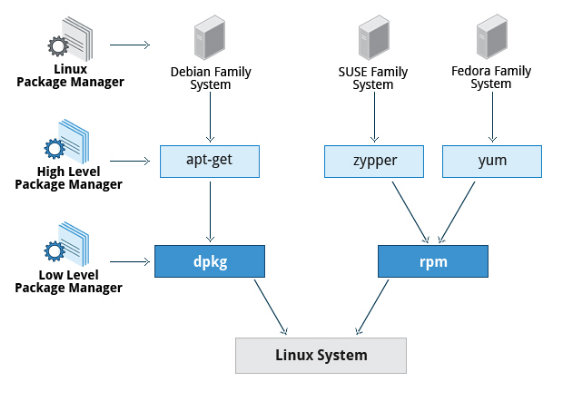 Linux
Package Manager
Debian Family
System
SUSE Family
System
Fedora Family
System
High Level
Package Manager
apt-get
zypper
yum
Low Level
Package Manager
dpkg
rpm
Linux System